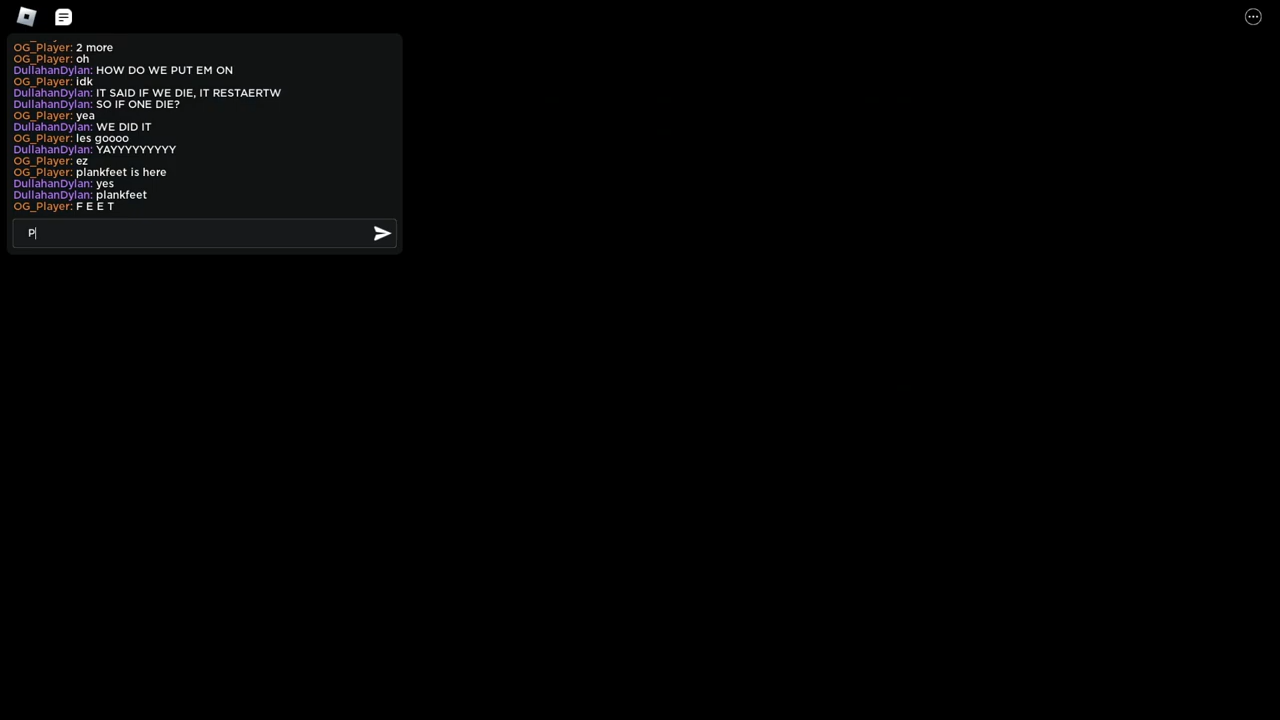 OG_Player: 2 more
OG_Player: oh
DullahanDylan: HOW DO WE PUT EM ON
OG_Player: idk
DullahanDylan: IT SAID IF WE DIE, IT RESTAERTW
DullahanDylan: SO IF ONE DIE?
OG_Player: yea
DullahanDylan: WE DID IT
OG_Player: les goooo
DullahanDylan: YAYYYYYYYYY
OG_Player: ez
OG_Player: plankfeet is here
DullahanDylan: yes
DullahanDylan: plankfeet
OG_Player: F E E T
P